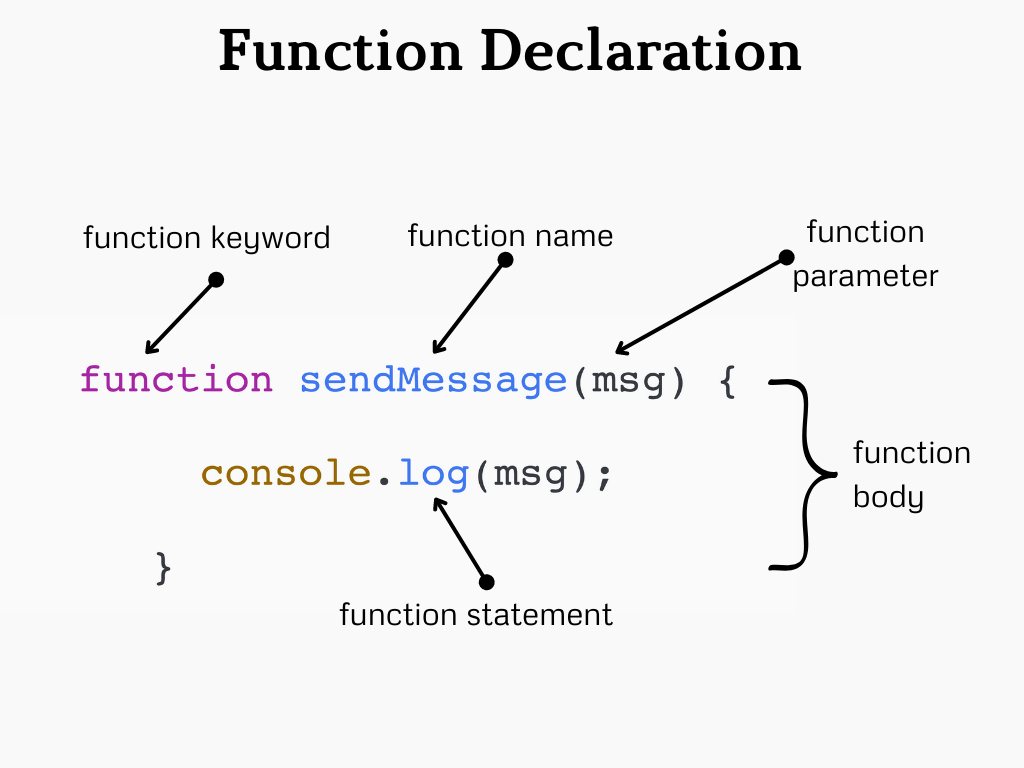 Function Declaration
function keyword
function name
function
parameter
function sendMessage(msg) {
console.log(msg);
}
function
body
function statement